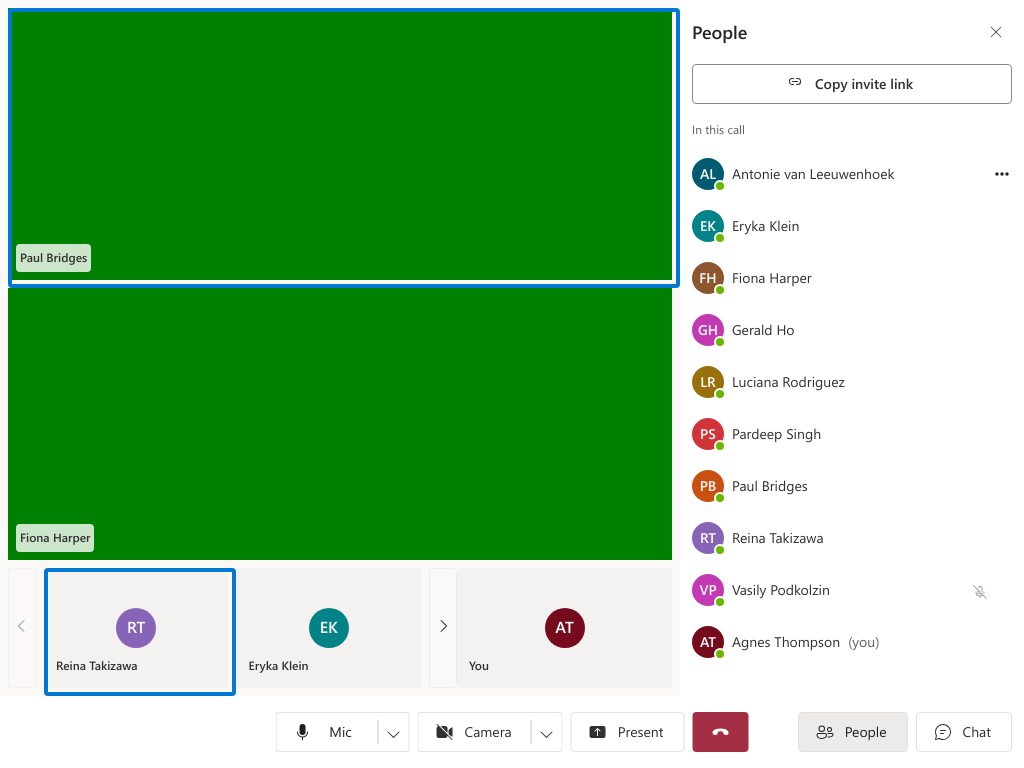 Paul Bridges
Fiona Harper
RT
Reina Takizawa
EK
Eryka Klein
AT
You
People
Copy invite link
In this call
AL Antonie van Leeuwenhoek
EK Eryka Klein
FH Fiona Harper
GH Gerald Ho
LR Luciana Rodriguez
PS Pardeep Singh
PB Paul Bridges
RT Reina Takizawa
VP Vasily Podkolzin
AT Agnes Thompson (you)
Mic
Camera
Present
People
Chat